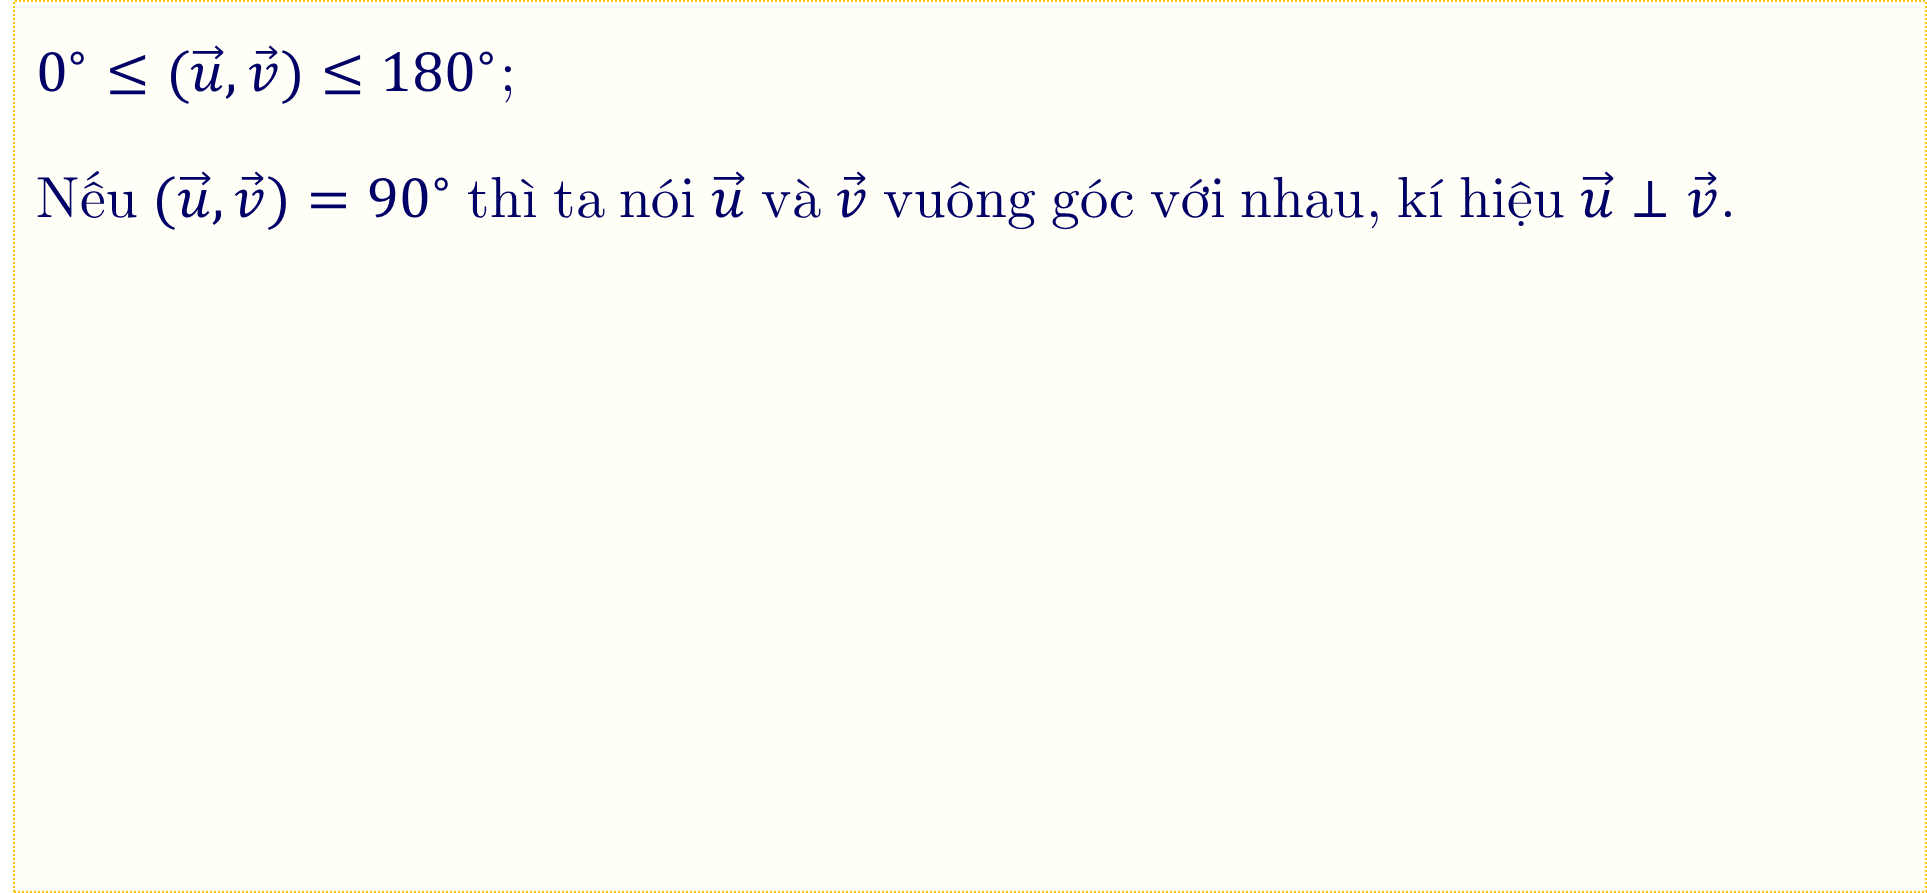 0° ≤ (u⃗, v⃗) ≤ 180°;
Nếu (u⃗, v⃗) = 90° thì ta nói u⃗ và v⃗ vuông góc với nhau, kí hiệu u⃗ ⊥ v⃗.